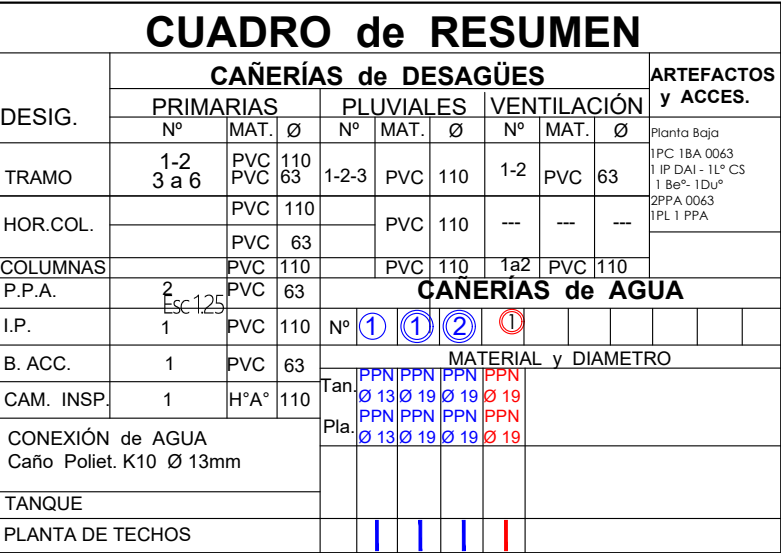 CUADRO de RESUMEN
DESIG.
CAÑERÍAS de DESAGÜES
ARTEFACTOS
y ACCES.
PRIMARIAS PLUVIALES VENTILACIÓN
Nº MAT. Ø Nº MAT. Ø Nº MAT. Ø
Planta Baja
1PC 1BA 0063
1 IP DAI - 1Lº CS
1 Beº- 1Duº
2PPA 0063
1PL 1 PPA
TRAMO 1-2 PVC 110 1-2-3 PVC 110 1-2 PVC 63
3 a 6 PVC 63
HOR.COL. PVC 110 PVC 110 --- --- ---
PVC 63
COLUMNAS PVC 110 PVC 110 1a2 PVC 110
P.P.A. 2 PVC 63
Esc 1.25
CAÑERÍAS de AGUA
I.P. 1 PVC 110 Nº 1 1 2 1
B. ACC. 1 PVC 63
MATERIAL y DIAMETRO
CAM. INSP. 1 H°A° 110
Tan. PPN PPN PPN PPN
Ø 13 Ø 19 Ø 19 Ø 19
Pla. PPN PPN PPN PPN
Ø 13 Ø 19 Ø 19 Ø 19
CONEXIÓN de AGUA
Caño Poliet. K10 Ø 13mm
TANQUE
PLANTA DE TECHOS